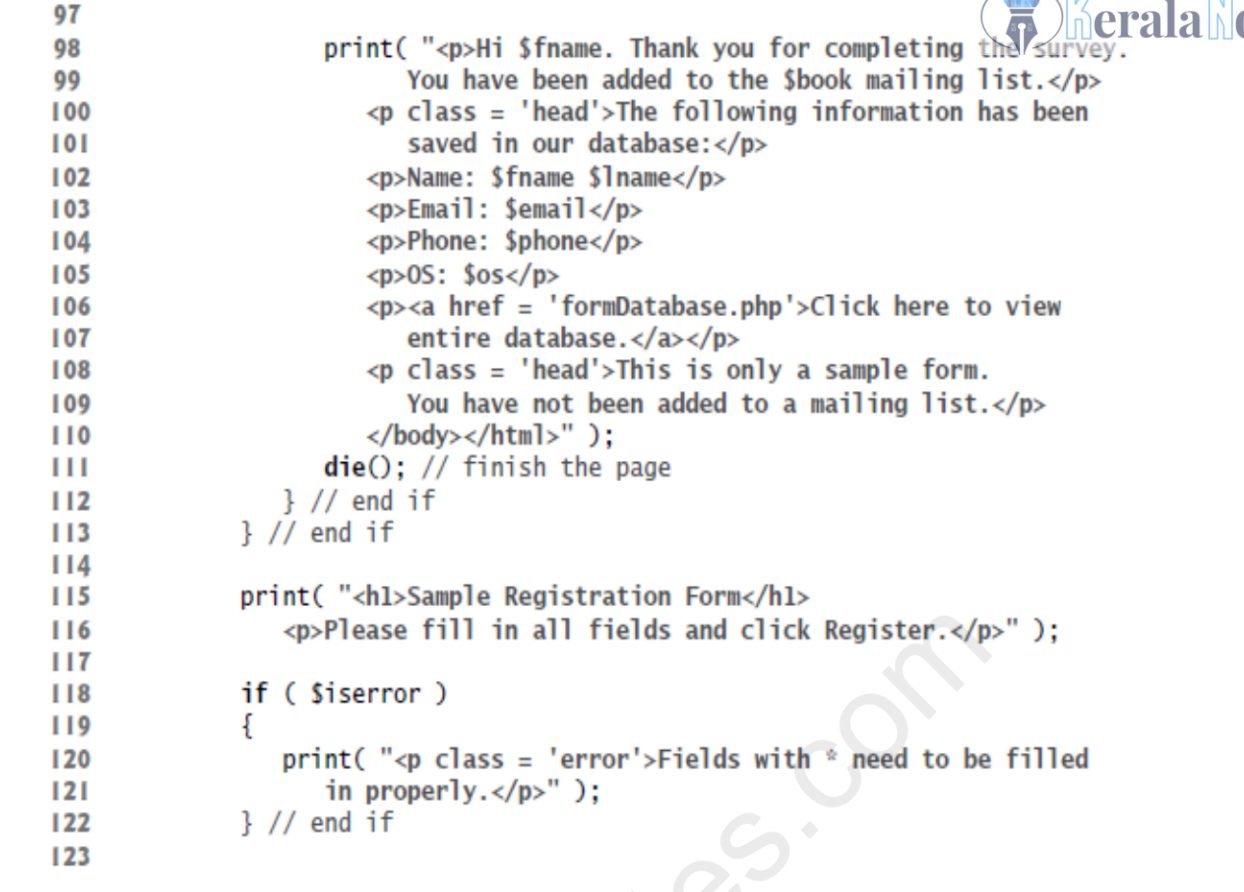 97
KeralaNo
98 print( "<p>Hi $fname. Thank you for completing the survey.
99 You have been added to the $book mailing list.</p>
100 <p class = 'head'>The following information has been
101 saved in our database:</p>
102 <p>Name: $fname $lname</p>
103 <p>Email: $email</p>
104 <p>Phone: $phone</p>
105 <p>OS: $os</p>
106 <p><a href = 'formDatabase.php'>Click here to view
107 entire database.</a></p>
108 <p class = 'head'>This is only a sample form.
109 You have not been added to a mailing list.</p>
110 </body></html>" );
111 die(); // finish the page
112 } // end if
113 } // end if
114
115 print( "<h1>Sample Registration Form</h1>
116 <p>Please fill in all fields and click Register.</p>" );
117
118 if ( $iserror )
119 {
120 print( "<p class = 'error'>Fields with * need to be filled
121 in properly.</p>" );
122 } // end if
123
es.com